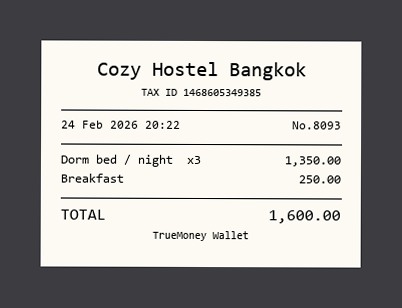 Cozy Hostel Bangkok
TAX ID 1468605349385
24 Feb 2026 20:22 No.8093
Dorm bed / night x3 1,350.00
Breakfast 250.00
TOTAL 1,600.00
TrueMoney Wallet